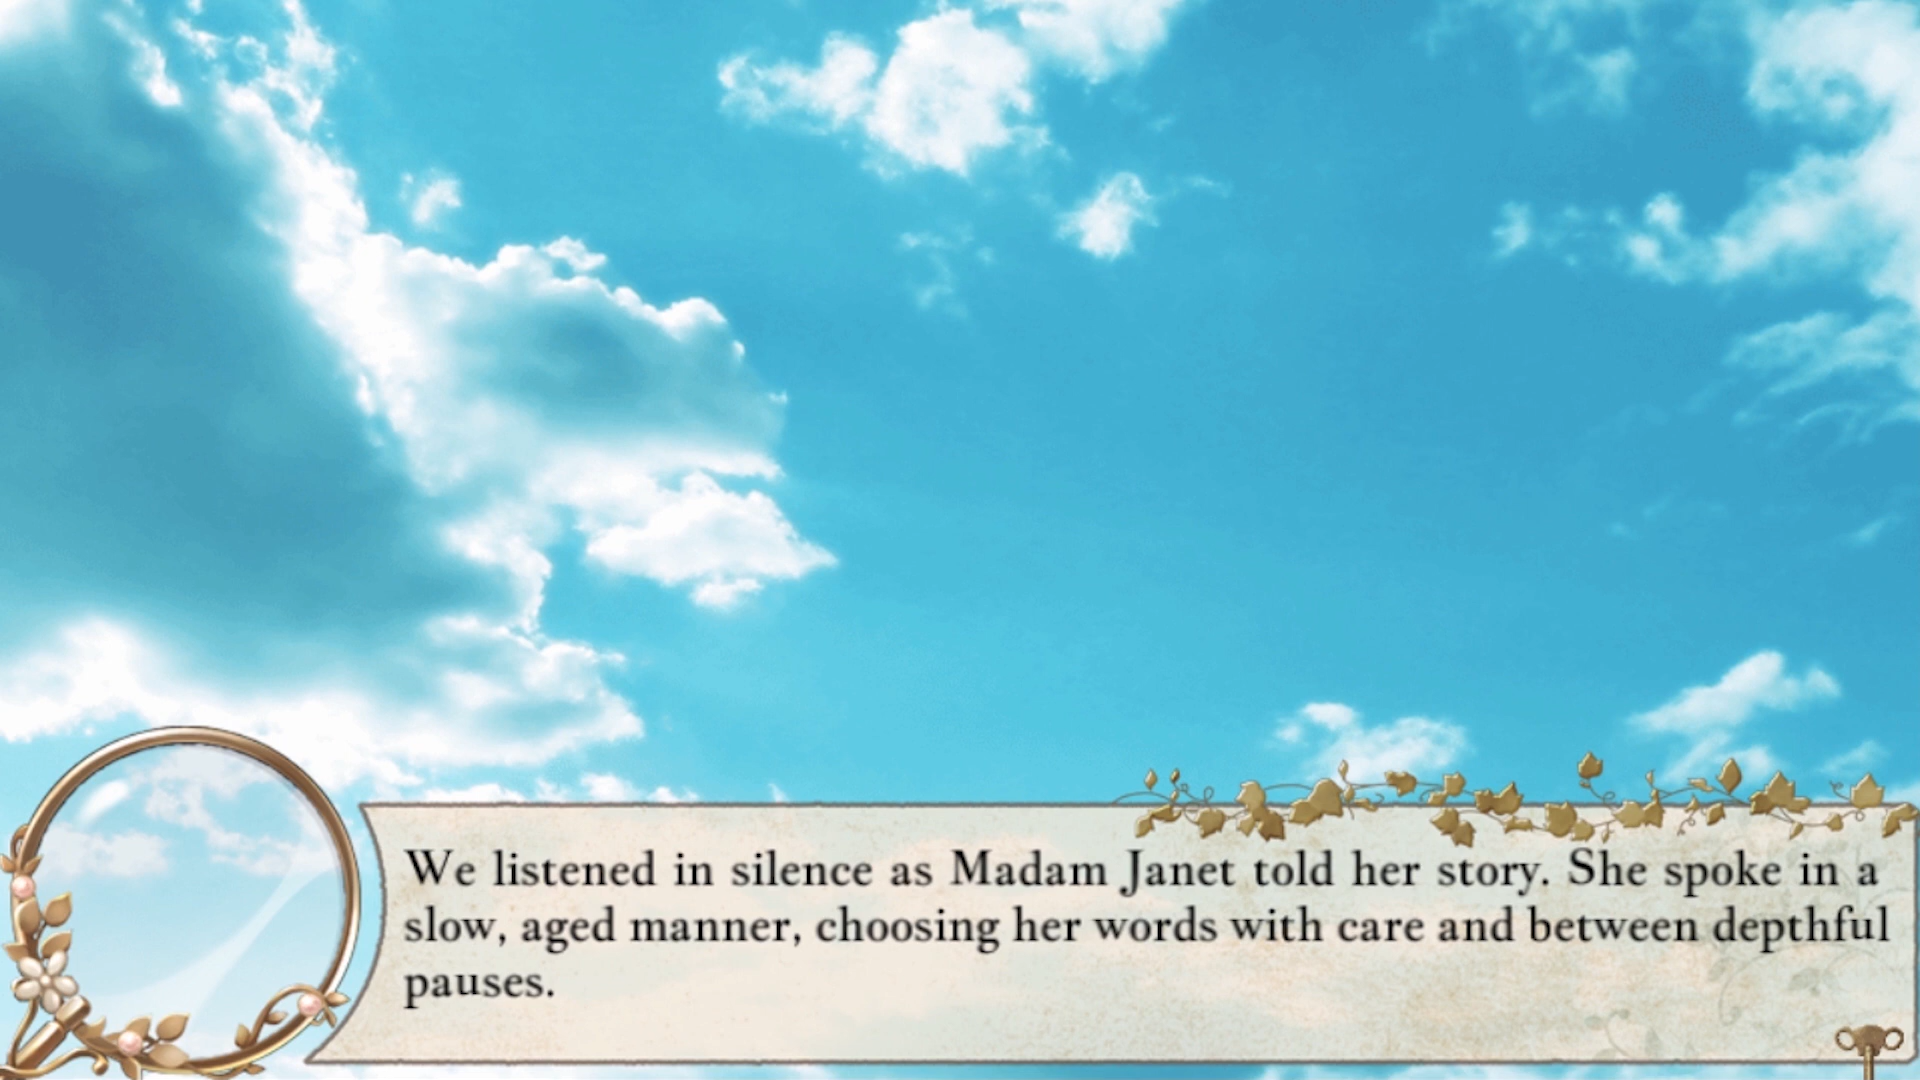 We listened in silence as Madam Janet told her story. She spoke in a
slow, aged manner, choosing her words with care and between depthful
pauses.